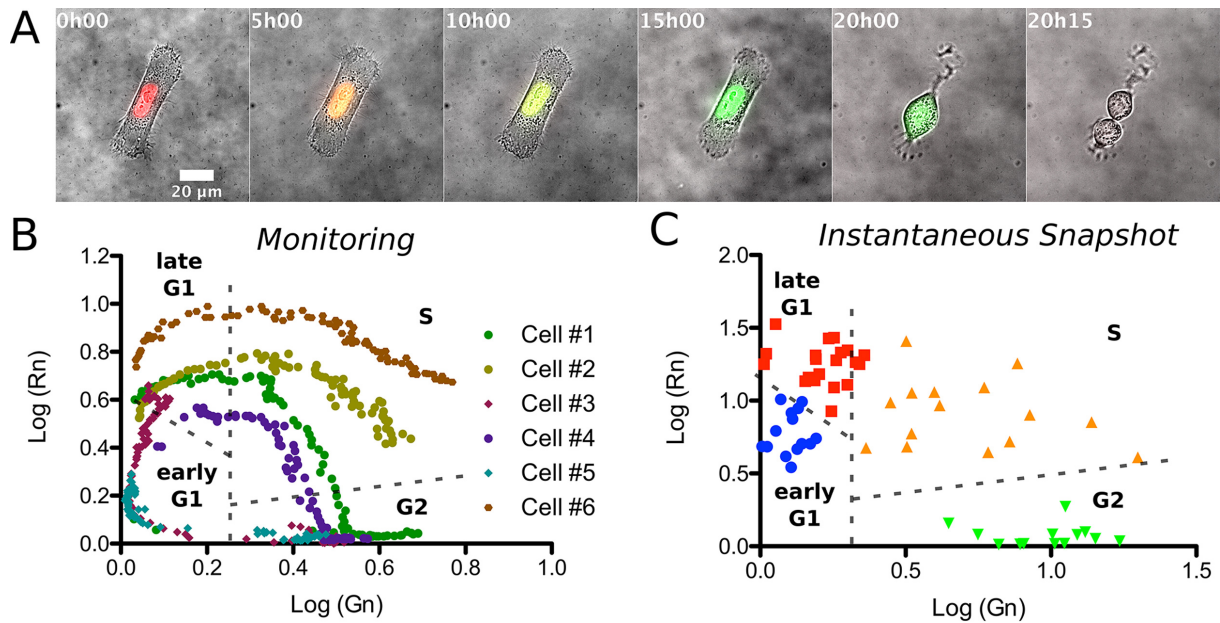 A
0h00
5h00
10h00
15h00
20h00
20h15
20 µm
B
Monitoring
1.2
1.0
0.8
0.6
0.4
0.2
0.0
Log (Rn)
late
G1
S
early
G1
G2
Cell #1
Cell #2
Cell #3
Cell #4
Cell #5
Cell #6
0.0 0.2 0.4 0.6 0.8 1.0
Log (Gn)
C
Instantaneous Snapshot
2.0
1.5
1.0
0.5
0.0
Log (Rn)
late
G1
S
early
G1
G2
0.0 0.5 1.0 1.5
Log (Gn)